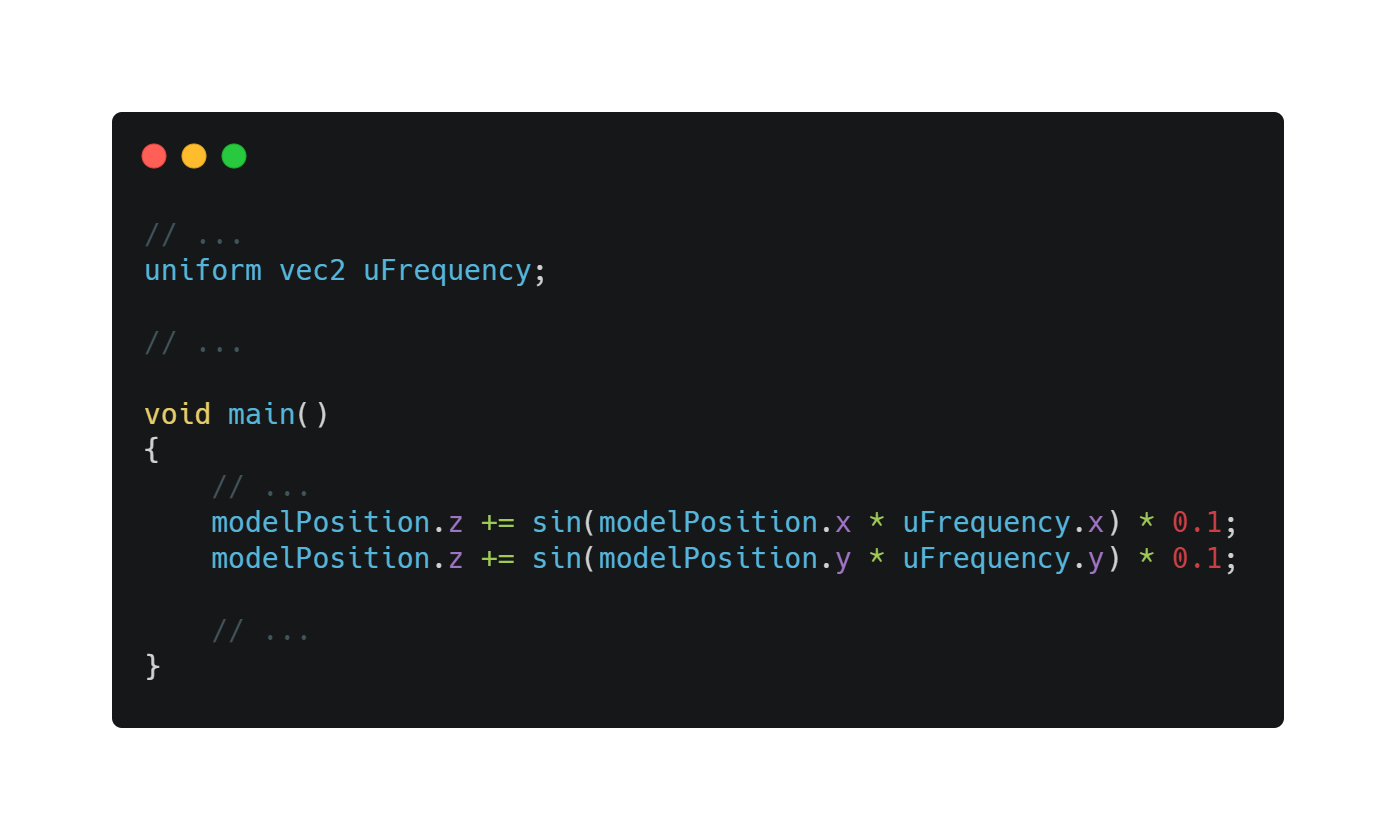 // ...
uniform vec2 uFrequency;
// ...
void main()
{
    // ...
    modelPosition.z += sin(modelPosition.x * uFrequency.x) * 0.1;
    modelPosition.z += sin(modelPosition.y * uFrequency.y) * 0.1;
    // ...
}